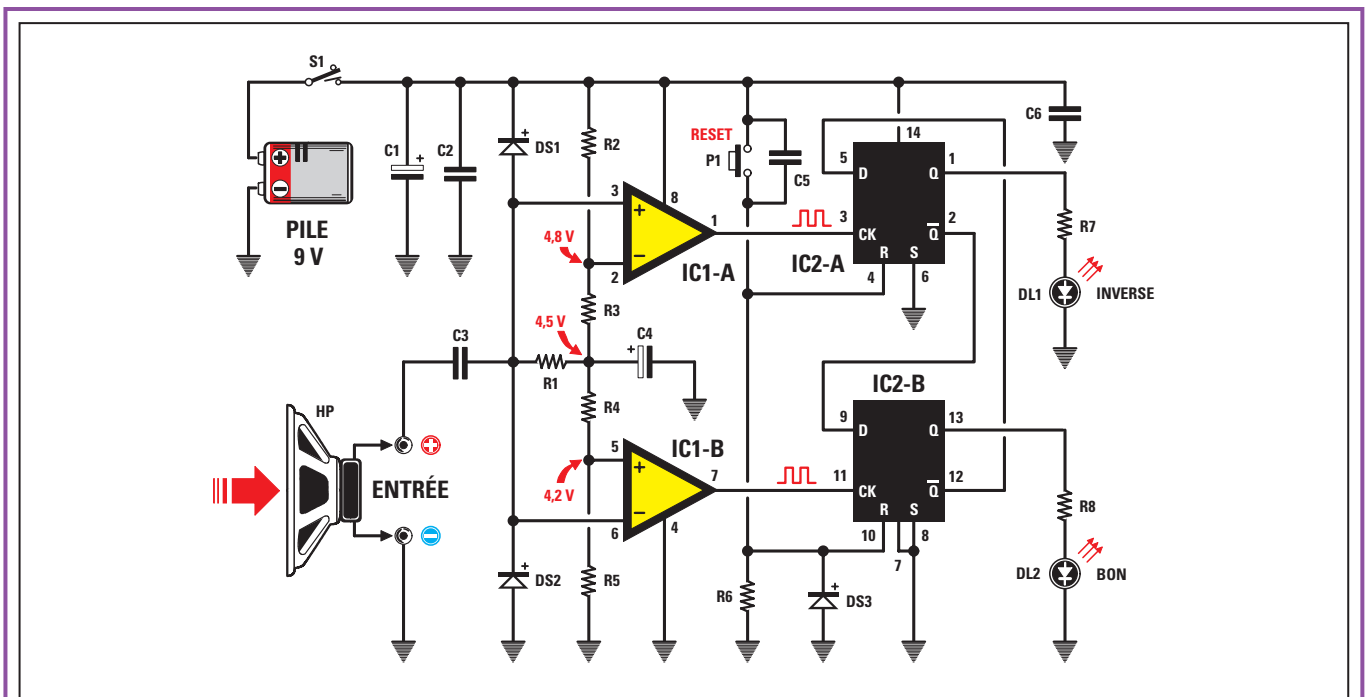 S1
PILE
9 V
C1
+
C2
+
DS1
R2
RESET
P1
C5
C6
3
+
8
1
4,8 V
–
2
IC1-A
R3
4,5 V
C3
R1
+
C4
R4
5
D
14
Q
1
3
CK
Q
2
R
S
4
6
IC2-A
R7
DL1
INVERSE
HP
ENTRÉE
+
–
IC1-B
5
+
7
4,2 V
–
6
4
+
DS2
R5
IC2-B
9
D
Q
13
11
CK
Q
12
R
S
10
7
8
R6
+
DS3
R8
DL2
BON